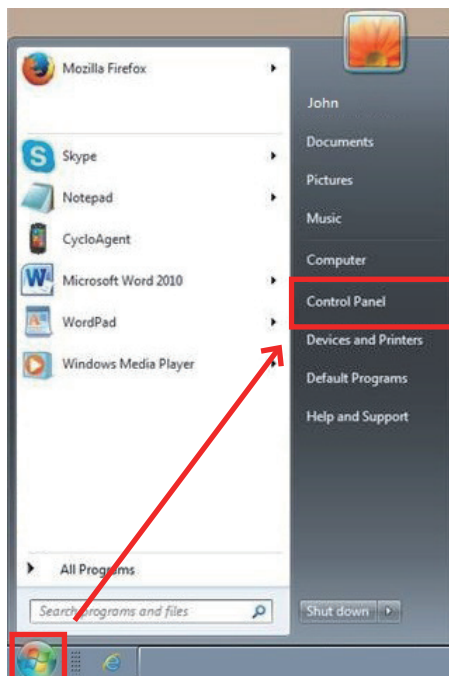 Mozilla Firefox
Skype
Notepad
CycloAgent
Microsoft Word 2010
WordPad
Windows Media Player
All Programs
Search programs and files
John
Documents
Pictures
Music
Computer
Control Panel
Devices and Printers
Default Programs
Help and Support
Shut down